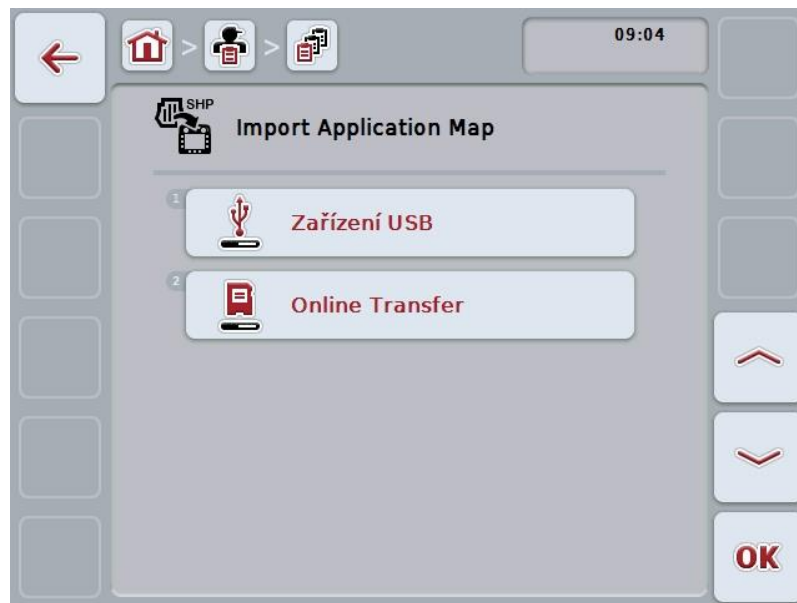 > >
09:04
SHP
Import Application Map
1
Zařízení USB
2
Online Transfer
OK